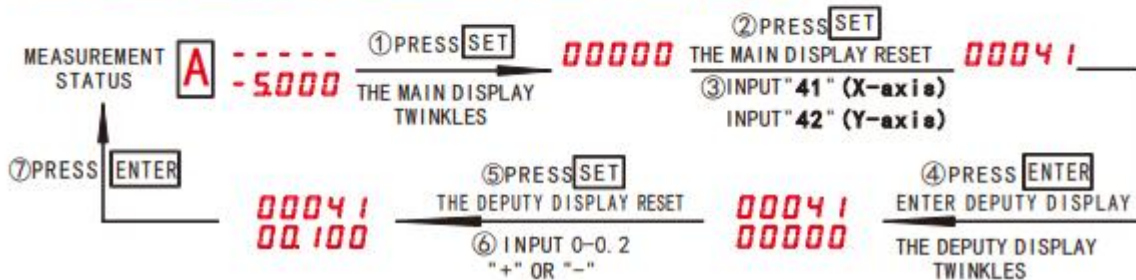 MEASUREMENT STATUS
A
-----
-5.000
①PRESS SET
THE MAIN DISPLAY
TWINKLES
00000
②PRESS SET
THE MAIN DISPLAY RESET
③INPUT"41" (X-axis)
INPUT"42" (Y-axis)
00041
④PRESS ENTER
ENTER DEPUTY DISPLAY
THE DEPUTY DISPLAY
TWINKLES
00041
00000
⑤PRESS SET
THE DEPUTY DISPLAY RESET
⑥ INPUT 0-0.2
"+" OR "-"
00041
00.100
⑦PRESS ENTER